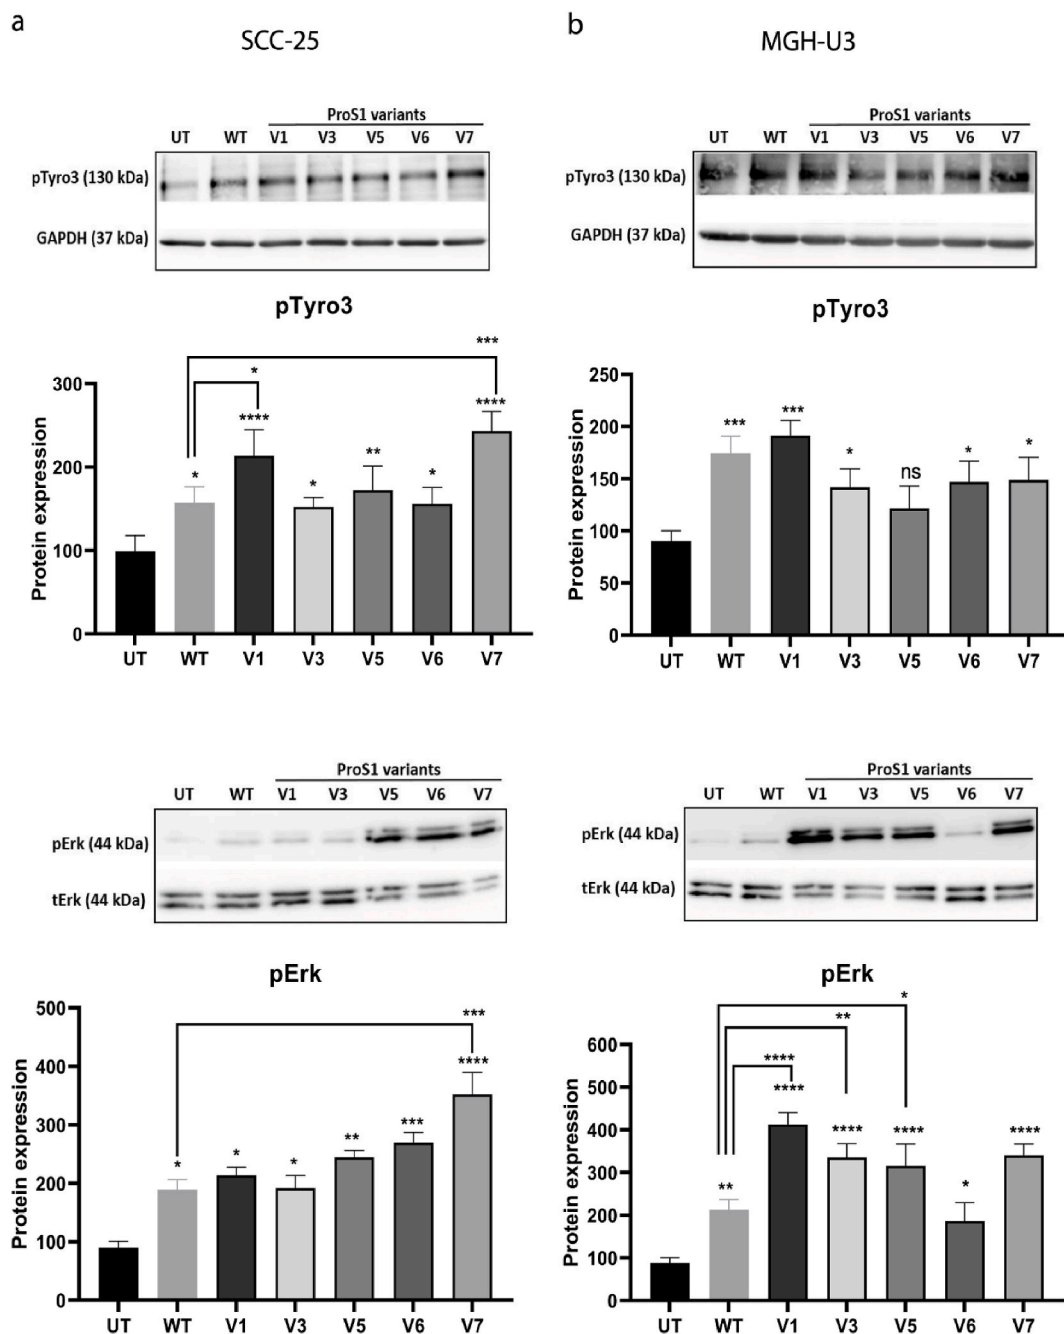 a
SCC-25
ProS1 variants
UT WT V1 V3 V5 V6 V7
pTyro3 (130 kDa)
GAPDH (37 kDa)
pTyro3
***
*
300
200
100
0
Protein expression
*
****
*
**
*
****
UT WT V1 V3 V5 V6 V7
ProS1 variants
UT WT V1 V3 V5 V6 V7
pErk (44 kDa)
tErk (44 kDa)
pErk
***
500
400
300
200
100
0
Protein expression
*
*
*
**
***
****
UT WT V1 V3 V5 V6 V7
b
MGH-U3
ProS1 variants
UT WT V1 V3 V5 V6 V7
pTyro3 (130 kDa)
GAPDH (37 kDa)
pTyro3
250
200
150
100
50
0
Protein expression
***
***
*
ns
*
*
UT WT V1 V3 V5 V6 V7
ProS1 variants
UT WT V1 V3 V5 V6 V7
pErk (44 kDa)
tErk (44 kDa)
pErk
*
**
****
600
500
400
300
200
100
0
Protein expression
**
****
****
****
*
****
UT WT V1 V3 V5 V6 V7